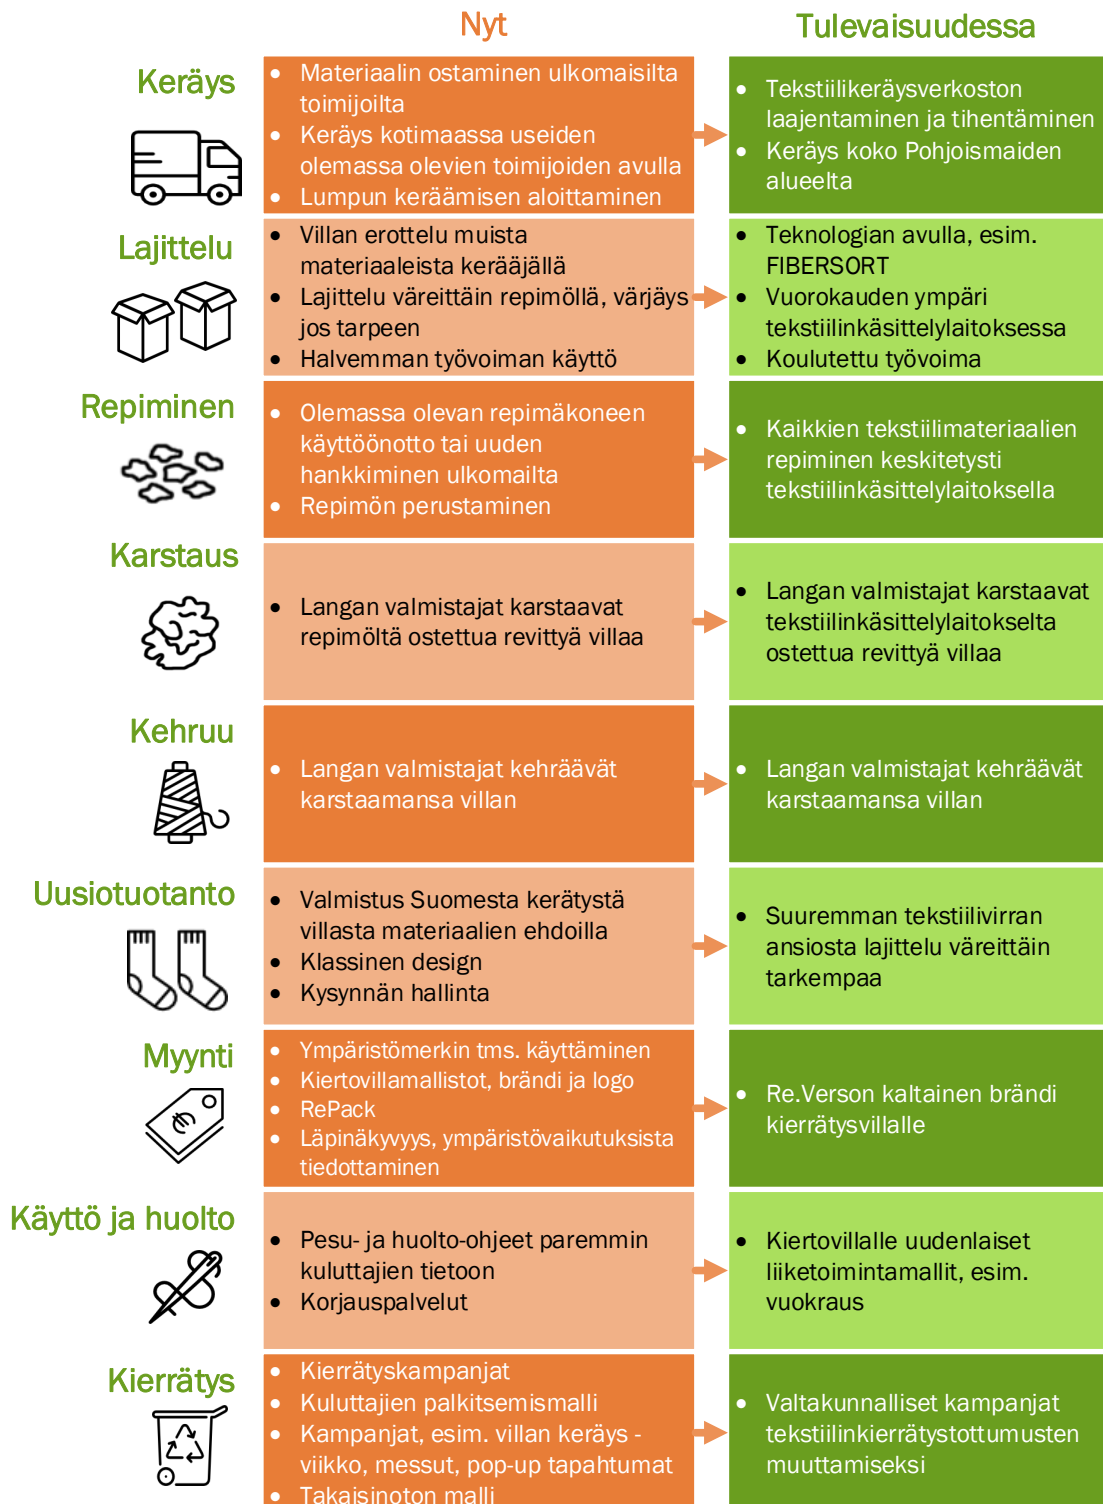 Nyt
Tulevaisuudessa
Keräys
• Materiaalin ostaminen ulkomaisilta
toimijoilta
• Keräys kotimaassa useiden
olemassa olevien toimijoiden avulla
• Lumpun keräämisen aloittaminen
• Tekstiilikeräysverkoston
laajentaminen ja tihentäminen
• Keräys koko Pohjoismaiden
alueelta
Lajittelu
• Villan erottelu muista
materiaaleista kerääjällä
• Lajittelu väreittäin repimöllä, värjäys
jos tarpeen
• Halvemman työvoiman käyttö
• Teknologian avulla, esim.
FIBERSORT
• Vuorokauden ympäri
tekstiilinkäsittelylaitoksessa
• Koulutettu työvoima
Repiminen
• Olemassa olevan repimäkoneen
käyttöönotto tai uuden
hankkiminen ulkomailta
• Repimön perustaminen
• Kaikkien tekstiilimateriaalien
repiminen keskitetysti
tekstiilinkäsittelylaitoksella
Karstaus
• Langan valmistajat karstaavat
repimöltä ostettua revittyä villaa
• Langan valmistajat karstaavat
tekstiilinkäsittelylaitokselta
ostettua revittyä villaa
Kehruu
• Langan valmistajat kehräävät
karstaamansa villan
• Langan valmistajat kehräävät
karstaamansa villan
Uusiotuotanto
• Valmistus Suomesta kerätystä
villasta materiaalien ehdoilla
• Klassinen design
• Kysynnän hallinta
• Suuremman tekstiilivirran
ansiosta lajittelu väreittäin
tarkempaa
Myynti
€
• Ympäristömerkin tms. käyttäminen
• Kiertovillamallistot, brändi ja logo
• RePack
• Läpinäkyvyys, ympäristövaikutuksista
tiedottaminen
• Re.Verson kaltainen brändi
kierrätysvillalle
Käyttö ja huolto
• Pesu- ja huolto-ohjeet paremmin
kuluttajien tietoon
• Korjauspalvelut
• Kiertovillalle uudenlaiset
liiketoimintamallit, esim.
vuokraus
Kierrätys
• Kierrätyskampanjat
• Kuluttajien palkitsemismalli
• Kampanjat, esim. villan keräys -
viikko, messut, pop-up tapahtumat
• Takaisinoton malli
• Valtakunnalliset kampanjat
tekstiilinkierrätystottumusten
muuttamiseksi